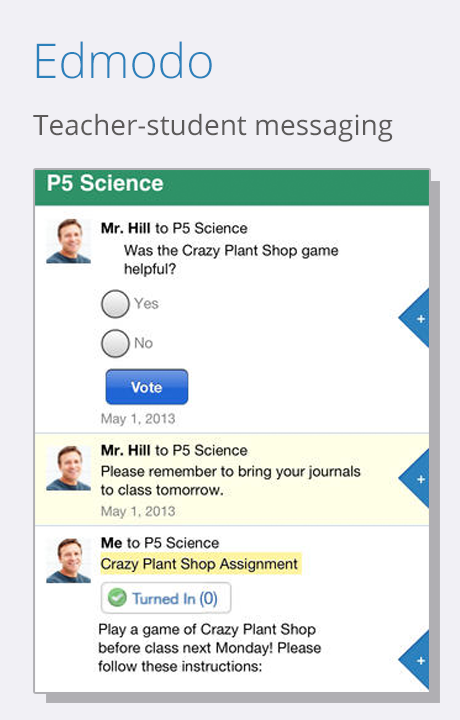 Edmodo
Teacher-student messaging
P5 Science
Mr. Hill to P5 Science
Was the Crazy Plant Shop game
helpful?
Yes
No
Vote
May 1, 2013
Mr. Hill to P5 Science
Please remember to bring your journals
to class tomorrow.
May 1, 2013
Me to P5 Science
Crazy Plant Shop Assignment
Turned In (0)
Play a game of Crazy Plant Shop
before class next Monday! Please
follow these instructions: